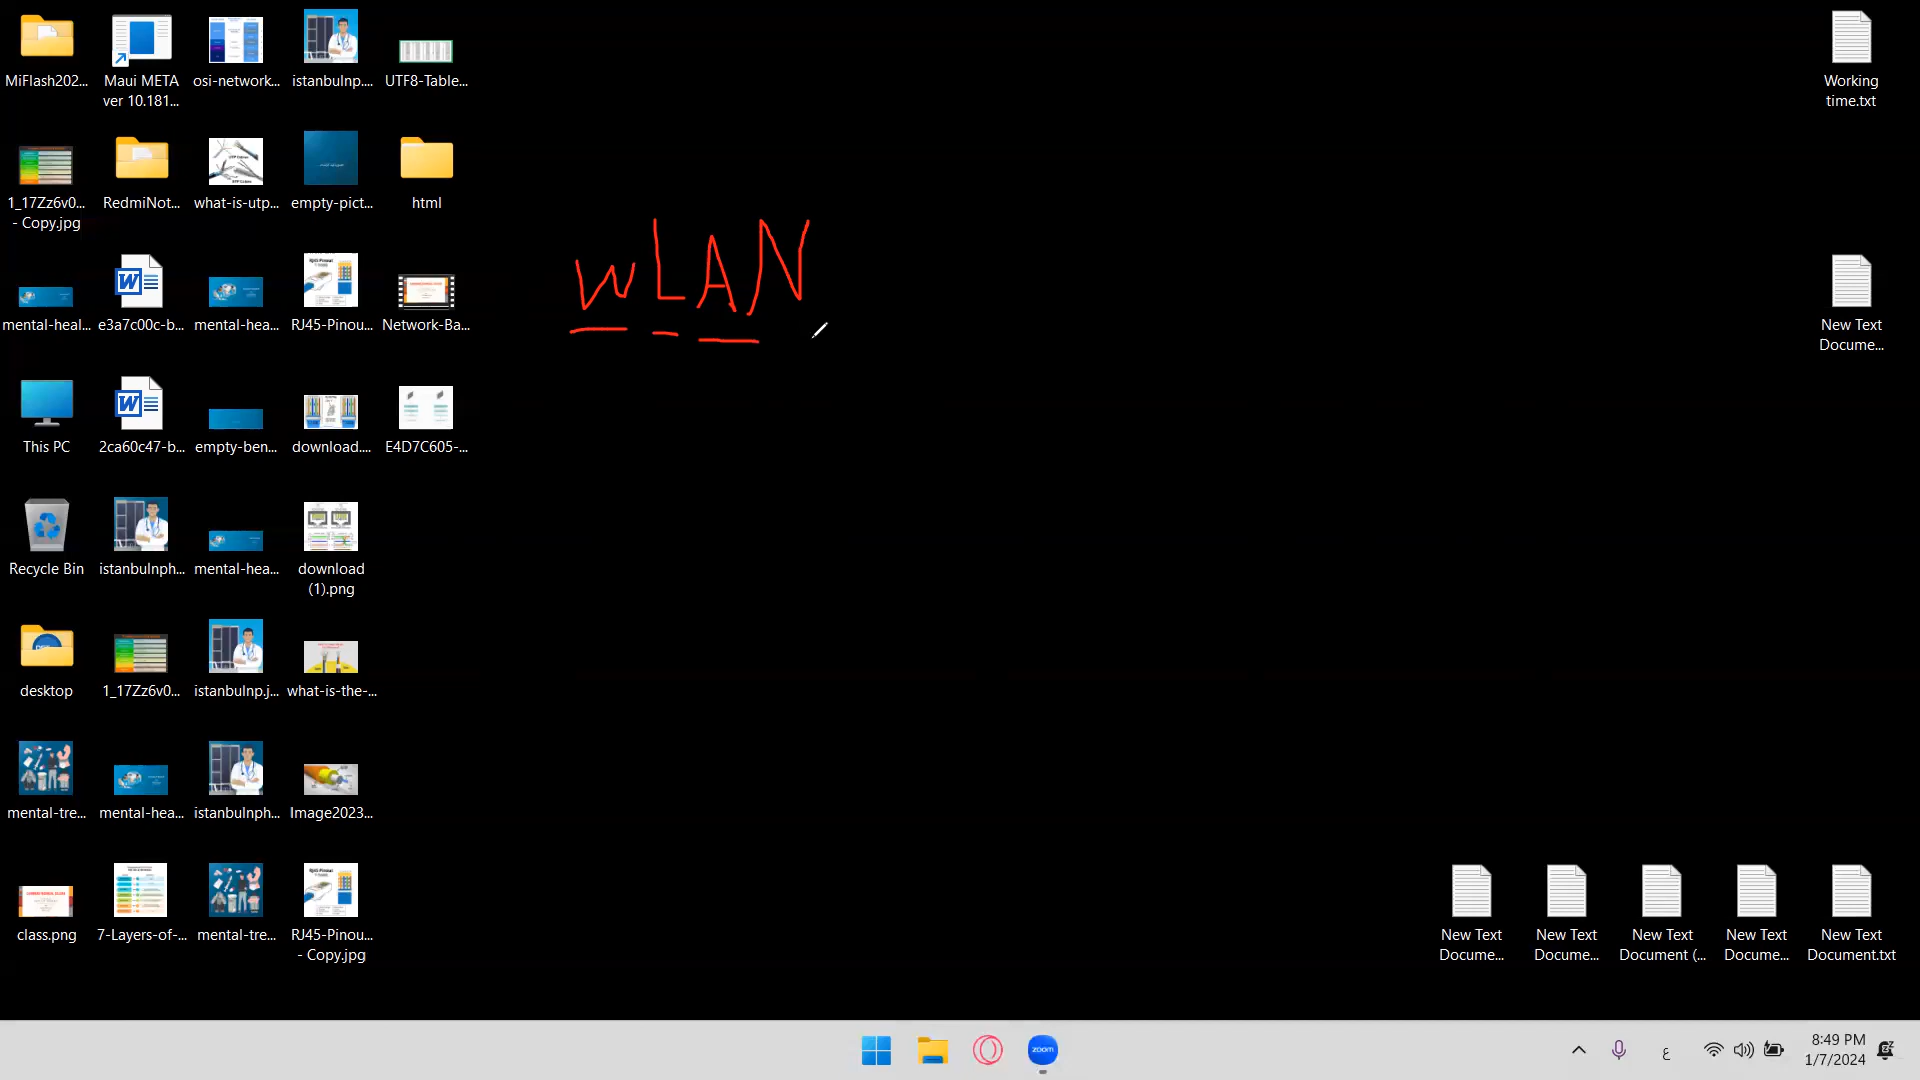 MiFlash202...
Maui META
ver 10.181...
osi-network...
istanbulnp....
UTF8-Table...
Working
time.txt
1_17Zz6v0...
- Copy.jpg
RedmiNot...
what-is-utp...
empty-pict...
html
wLAN
mental-heal...
e3a7c00c-b...
mental-hea...
RJ45-Pinou...
Network-Ba...
New Text
Docume...
This PC
2ca60c47-b...
empty-ben...
download....
E4D7C605-...
Recycle Bin
istanbulnph...
mental-hea...
download
(1).png
desktop
1_17Zz6v0...
istanbulnp.j...
what-is-the-...
mental-tre...
mental-hea...
istanbulnph...
Image2023...
class.png
7-Layers-of-...
mental-tre...
RJ45-Pinou...
- Copy.jpg
New Text
Docume...
New Text
Docume...
New Text
Document (...
New Text
Docume...
New Text
Document.txt
zoom
ع
8:49 PM
1/7/2024